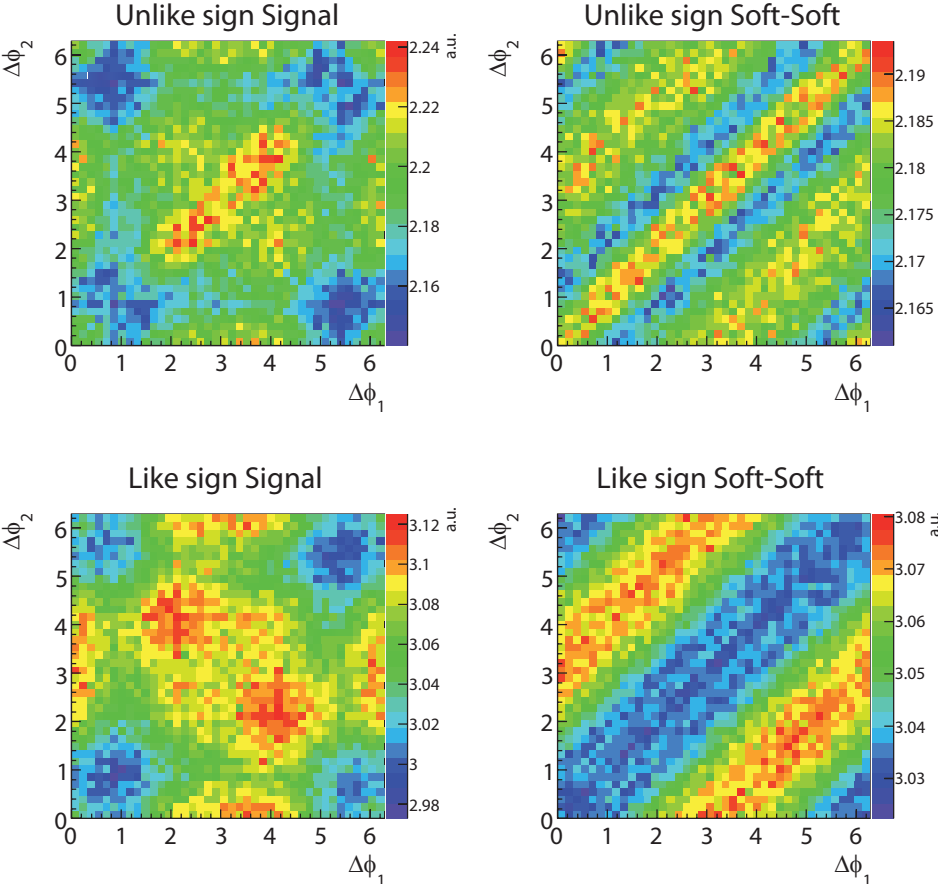 Unlike sign Signal
Δϕ2
6
5
4
3
2
1
0
0 1 2 3 4 5 6
Δϕ1
a.u.
2.24
2.22
2.2
2.18
2.16
Unlike sign Soft-Soft
Δϕ2
6
5
4
3
2
1
0
0 1 2 3 4 5 6
Δϕ1
2.19
2.185
2.18
2.175
2.17
2.165
Like sign Signal
Δϕ2
6
5
4
3
2
1
0
0 1 2 3 4 5 6
Δϕ1
a.u.
3.12
3.1
3.08
3.06
3.04
3.02
3
2.98
Like sign Soft-Soft
Δϕ2
6
5
4
3
2
1
0
0 1 2 3 4 5 6
Δϕ1
a.u.
3.08
3.07
3.06
3.05
3.04
3.03